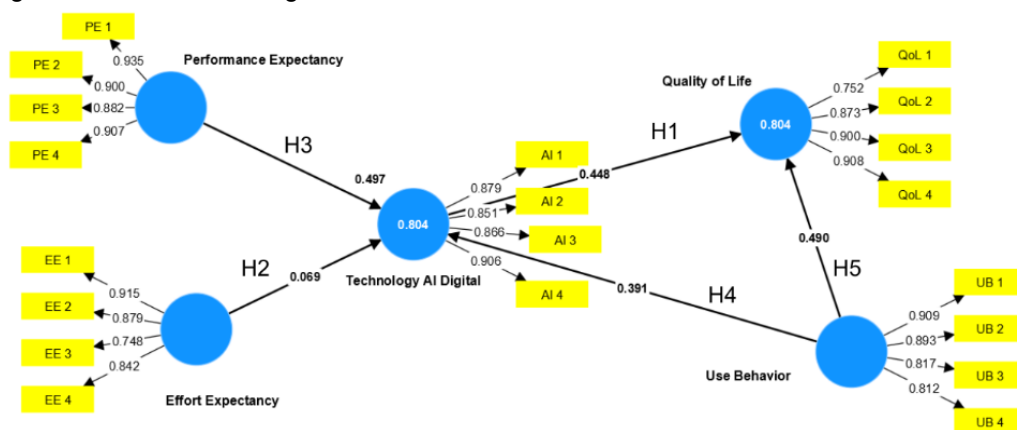 PE 1
PE 2
PE 3
PE 4
0.935
0.900
0.882
0.907
Performance Expectancy
H3
0.497
EE 1
EE 2
EE 3
EE 4
0.915
0.879
0.748
0.842
Effort Expectancy
H2
0.069
0.804
Technology AI Digital
AI 1
AI 2
AI 3
AI 4
0.879
0.851
0.866
0.906
H1
0.448
Quality of Life
0.804
QoL 1
QoL 2
QoL 3
QoL 4
0.752
0.873
0.900
0.908
0.490
H5
0.391
H4
Use Behavior
UB 1
UB 2
UB 3
UB 4
0.909
0.893
0.817
0.812